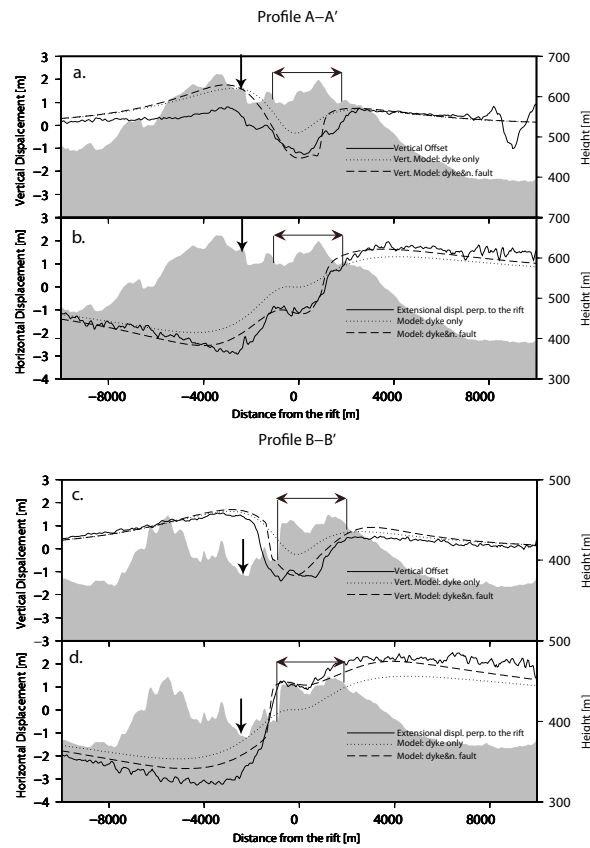 Profile A−A′
a.
Vertical Dispalcement [m]
3
2
1
0
−1
−2
−3
700
600
500
400
Height [m]
Vertical Offset
Vert. Model: dyke only
Vert. Model: dyke&n. fault
b.
Horizontal Displacement [m]
3
2
1
0
−1
−2
−3
−4
700
600
500
400
300
Height [m]
Extensional displ. perp. to the rift
Model: dyke only
Model: dyke&n. fault
−8000 −4000 0 4000 8000
Distance from the rift [m]
Profile B−B′
c.
Vertical Dispalcement [m]
3
2
1
0
−1
−2
−3
500
400
Height [m]
Vertical Offset
Vert. Model: dyke only
Vert. Model: dyke&n. fault
d.
Horizontal Displacement [m]
2
1
0
−1
−2
−3
−4
500
400
300
Height [m]
Extensional displ. perp. to the rift
Model: dyke only
Model: dyke&n. fault
−8000 −4000 0 4000 8000
Distance from the rift [m]